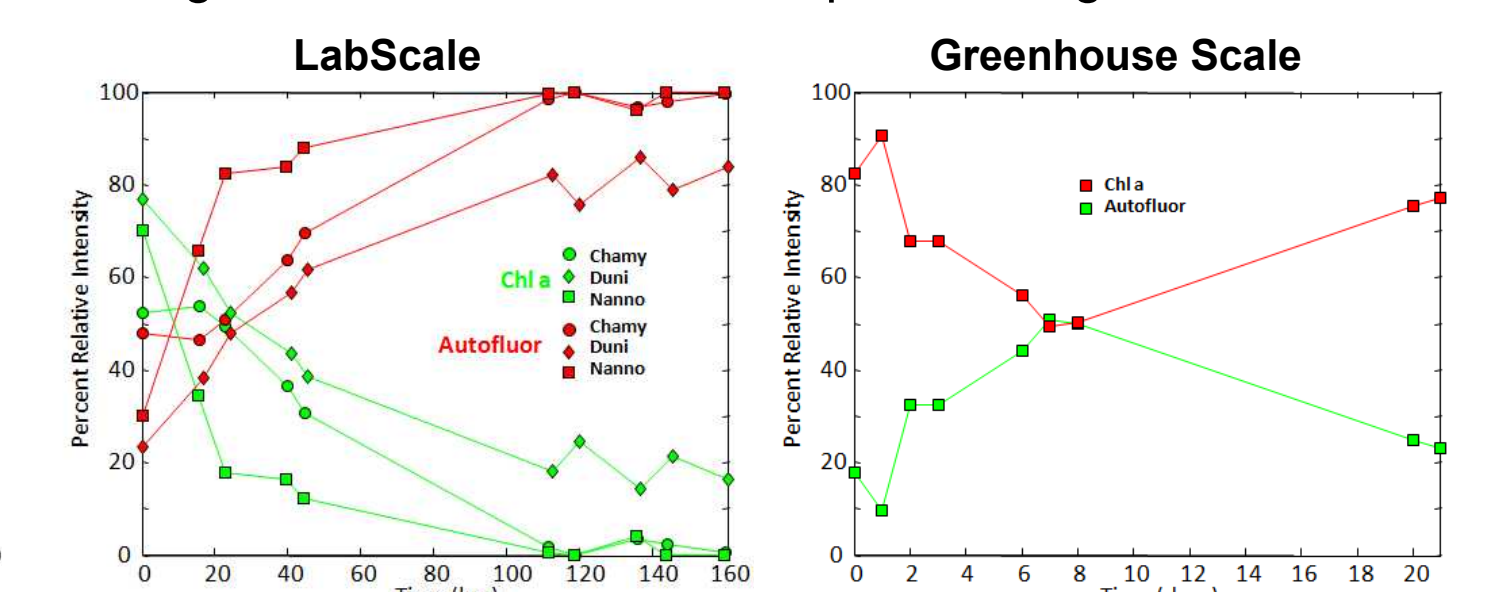 LabScale
Greenhouse Scale
100
80
60
40
20
0
Percent Relative Intensity
0 20 40 60 80 100 120 140 160
Chl a
Chamy
Duni
Nanno
Autofluor
Chamy
Duni
Nanno
100
80
60
40
20
0
Percent Relative Intensity
0 2 4 6 8 10 12 14 16 18 20
Chl a
Autofluor